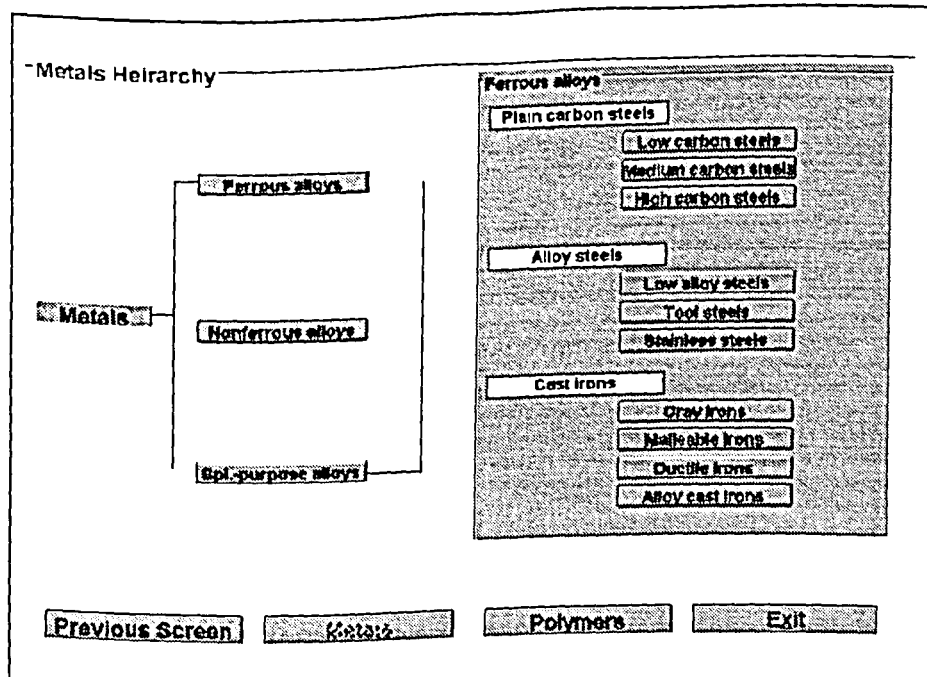 Metals Heirarchy
Ferrous alloys
Nonferrous alloys
Spl.-purpose alloys
Metals
Ferrous alloys
Plain carbon steels
Low carbon steels
Medium carbon steels
High carbon steels
Alloy steels
Low alloy steels
Tool steels
Stainless steels
Cast irons
Gray irons
Malleable irons
Ductile irons
Alloy cast irons
Previous Screen
Metals
Polymers
Exit